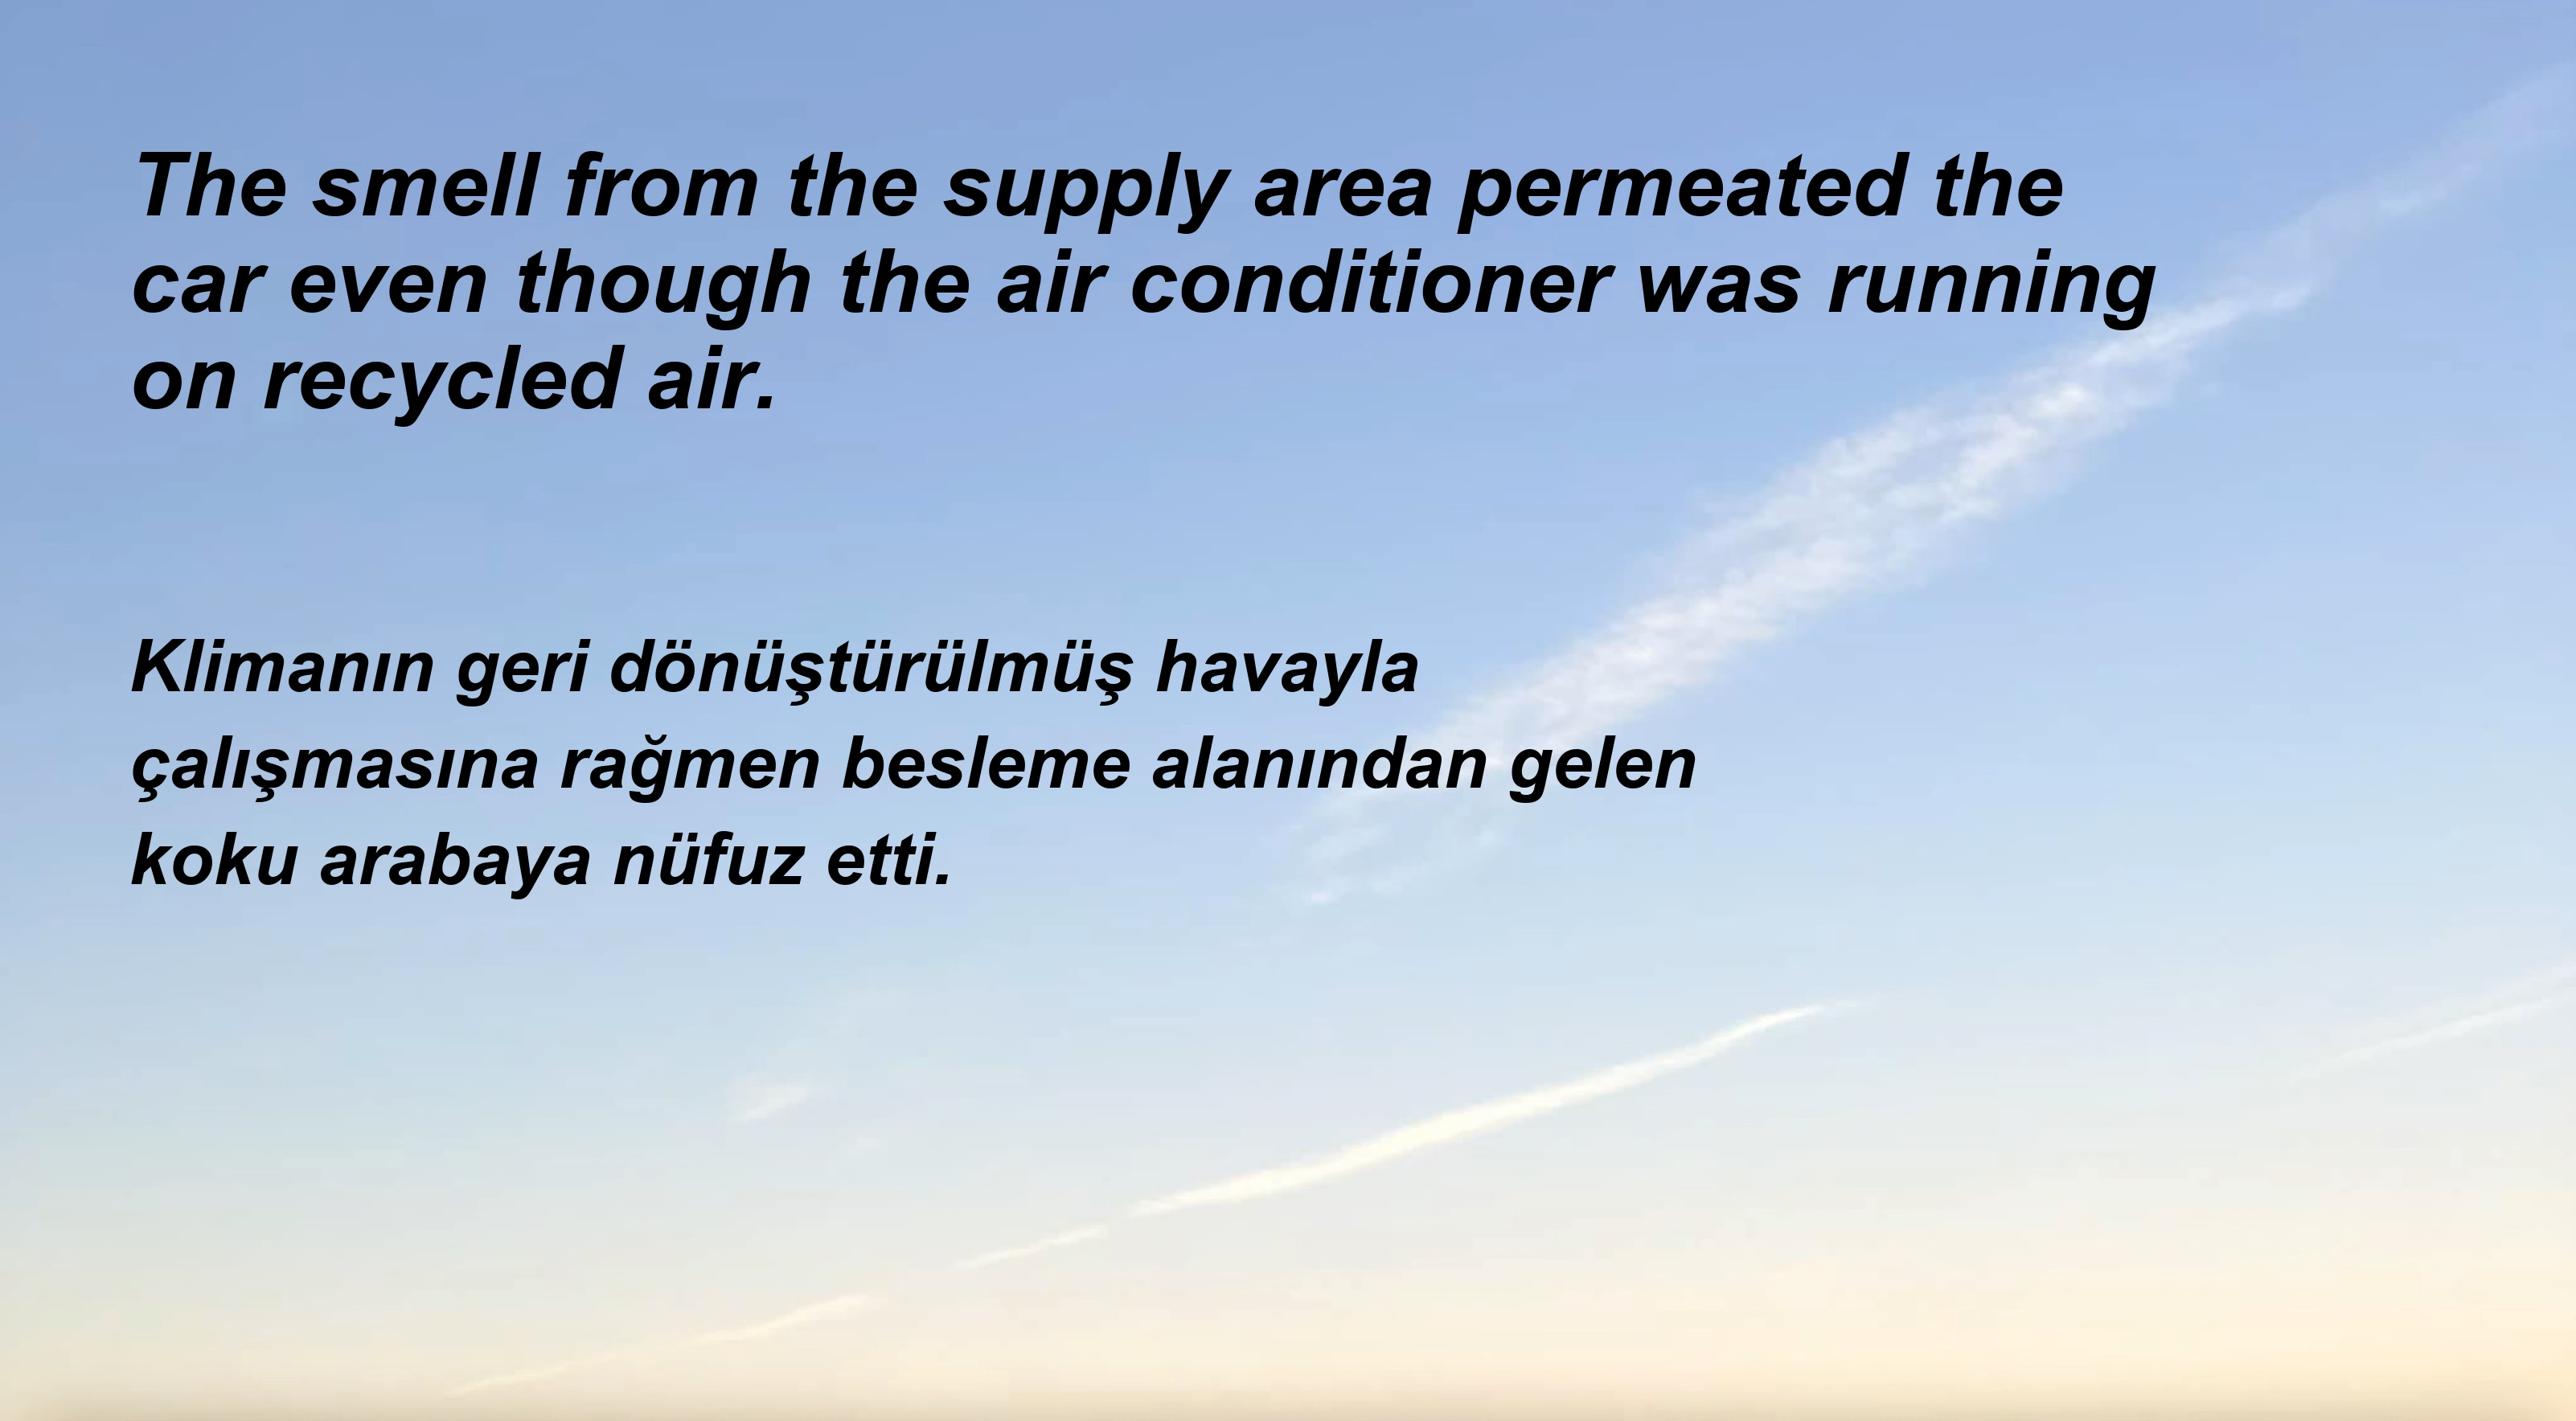 The smell from the supply area permeated the
car even though the air conditioner was running
on recycled air.
Klimanın geri dönüştürülmüş havayla
çalışmasına rağmen besleme alanından gelen
koku arabaya nüfuz etti.